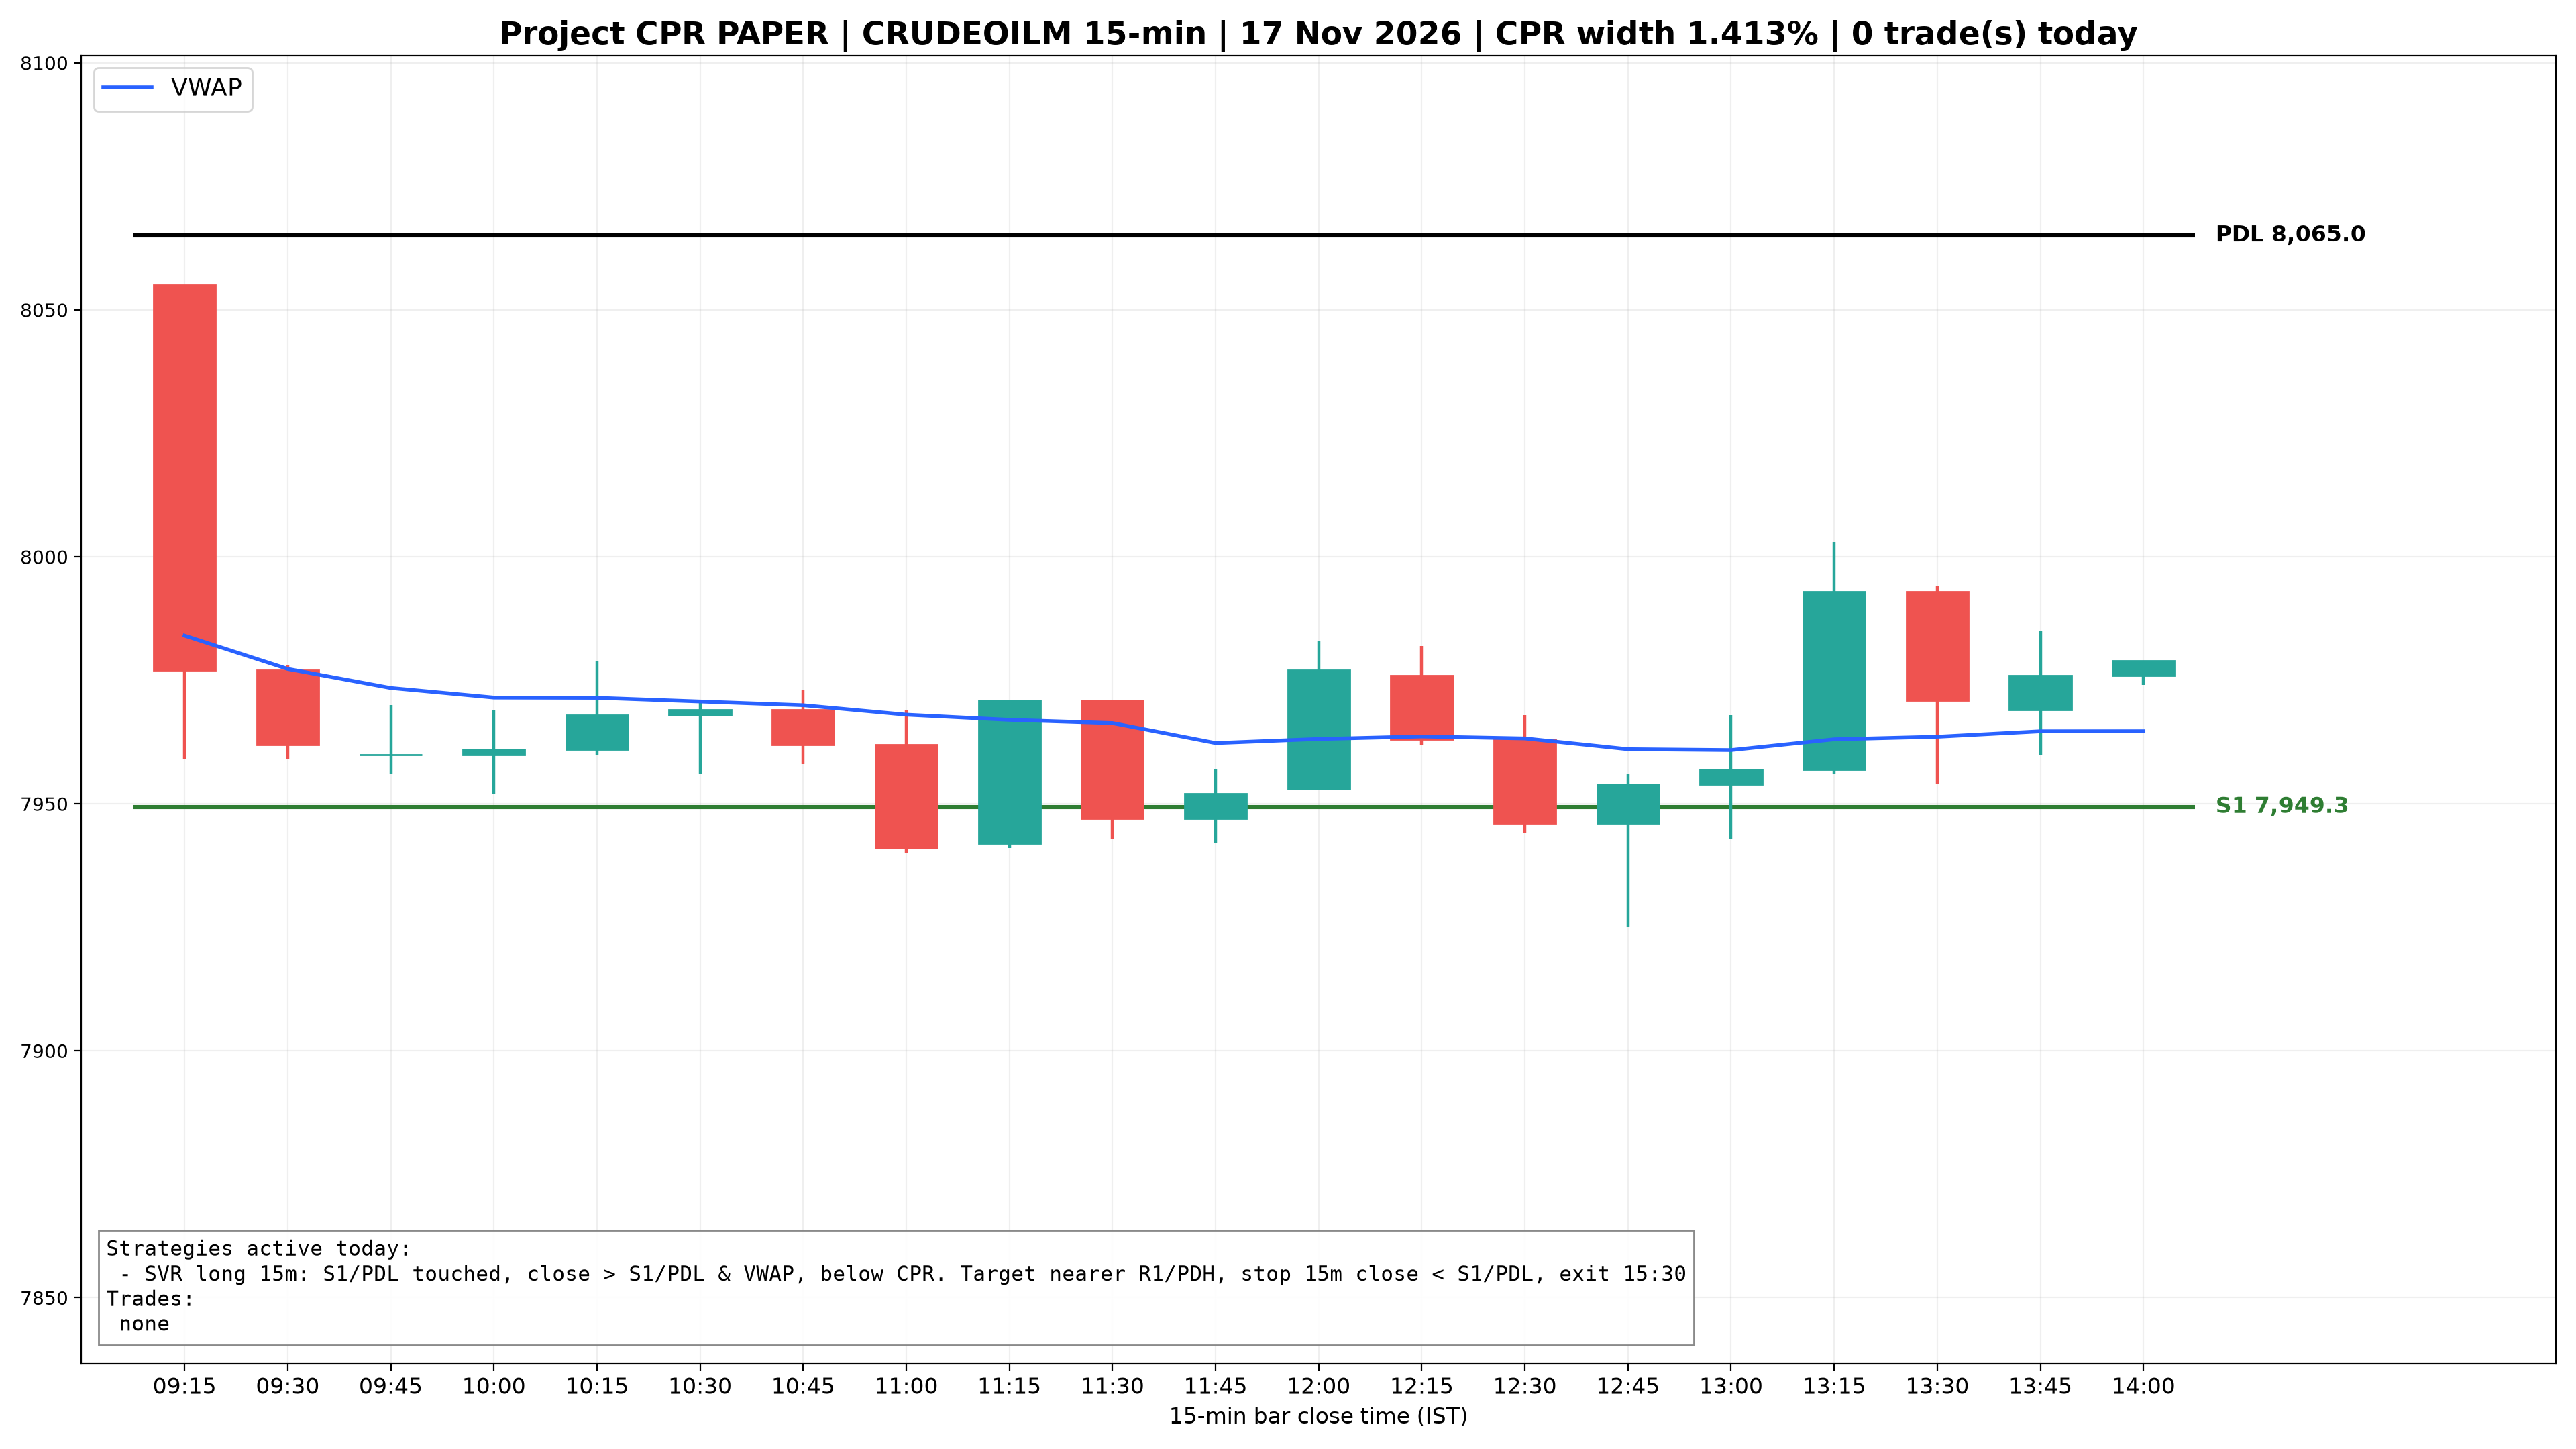 Project CPR PAPER | CRUDEOILM 15-min | 17 Nov 2026 | CPR width 1.413% | 0 trade(s) today
VWAP
8100
8050
8000
7950
7900
7850
PDL 8,065.0
S1 7,949.3
Strategies active today:
- SVR long 15m: S1/PDL touched, close > S1/PDL & VWAP, below CPR. Target nearer R1/PDH, stop 15m close < S1/PDL, exit 15:30
Trades:
none
09:15 09:30 09:45 10:00 10:15 10:30 10:45 11:00 11:15 11:30 11:45 12:00 12:15 12:30 12:45 13:00 13:15 13:30 13:45 14:00
15-min bar close time (IST)